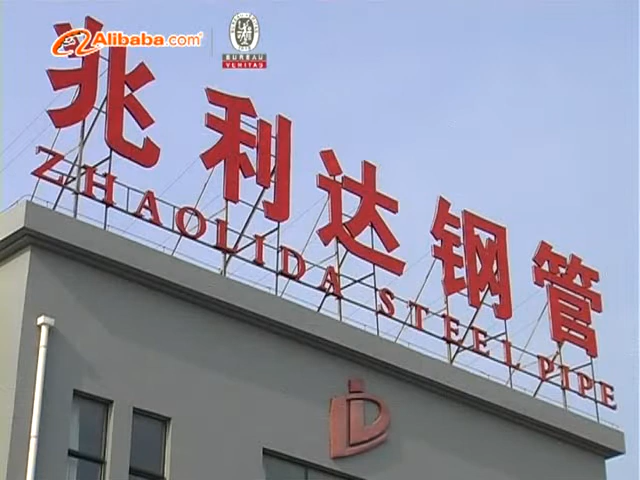 Alibaba.com
BUREAU
VERITAS
兆利达钢管
ZHAOLIDA STEEL PIPE